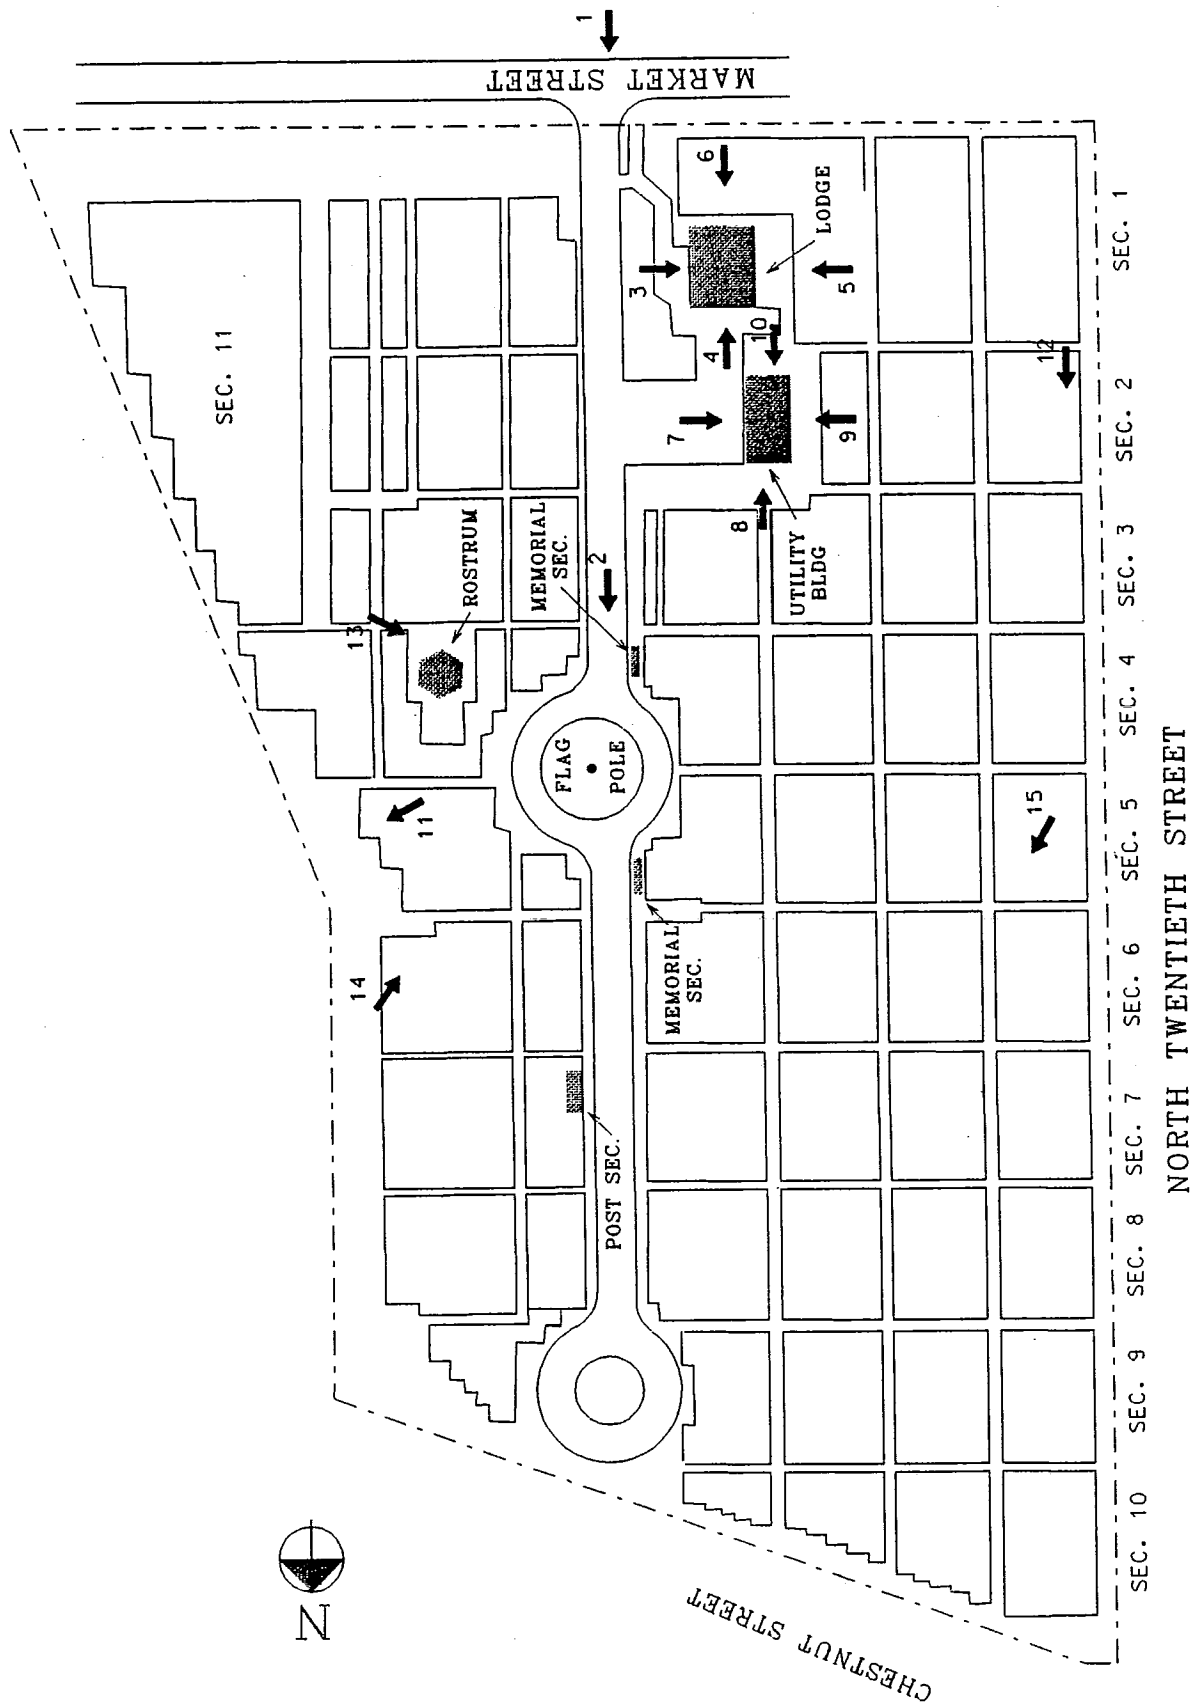 1
MARKET STREET
SEC. 11
6
LODGE
3
5
SEC. 1
10
4
12
7
9
SEC. 2
ROSTRUM
MEMORIAL
SEC.
2
8
UTILITY
BLDG
SEC. 3
13
SEC. 4
FLAG
POLE
11
15
SEC. 5
14
MEMORIAL
SEC.
SEC. 6
POST SEC.
SEC. 7
SEC. 8
SEC. 9
SEC. 10
N
CHESTNUT STREET
NORTH TWENTIETH STREET